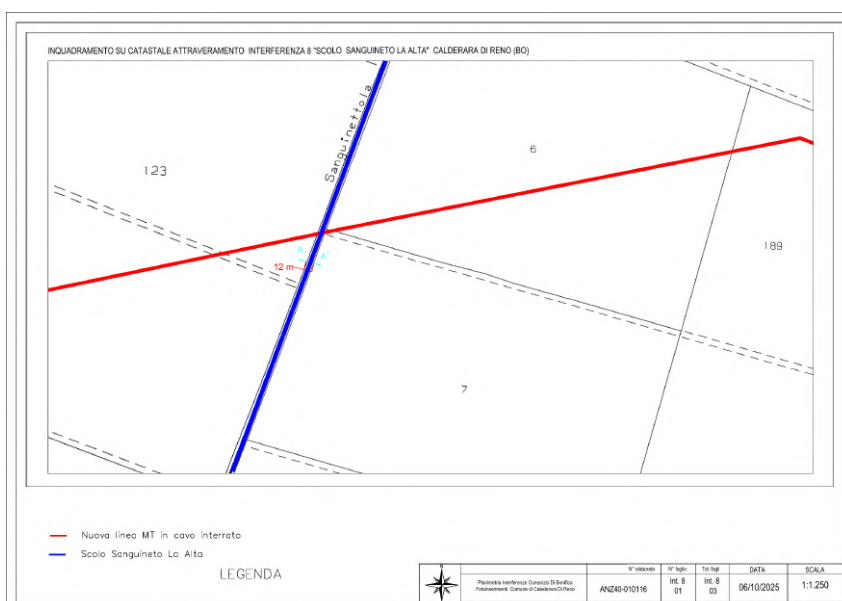 INQUADRAMENTO SU CATASTALE ATTRAVERAMENTO INTERFERENZA 8 "SCOLO SANGUINETO LA ALTA" CALDERARA DI RENO (BO)
Sanguinettola
6
123
189
A A'
12 m
7
Nuova linea MT in cavo interrato
Scolo Sanguineto La Alta
LEGENDA
N° elaborato N° foglio Tot. fogli DATA SCALA
Planimetria Interferenze Consorzio Di Bonifica
Fotoinserimenti Comune di Calederara Di Reno
ANZ40-010116 Int. 8 01 Int. 8 03 06/10/2025 1:1.250